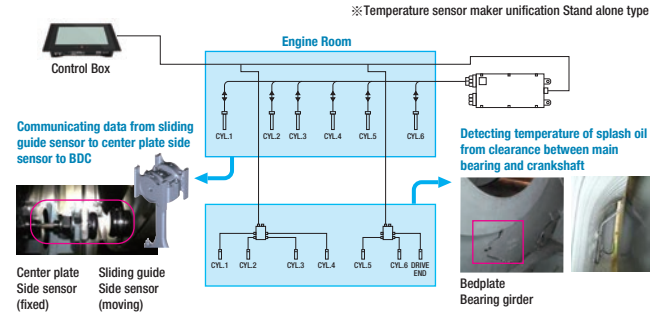 ※Temperature sensor maker unification Stand alone type
Engine Room
Control Box
CYL.1 CYL.2 CYL.3 CYL.4 CYL.5 CYL.6
Communicating data from sliding
guide sensor to center plate side
sensor to BDC
Detecting temperature of splash oil
from clearance between main
bearing and crankshaft
CYL.1 CYL.2 CYL.3 CYL.4 CYL.5 CYL.6 DRIVE
END
Center plate
Side sensor
(fixed)
Sliding guide
Side sensor
(moving)
Bedplate
Bearing girder